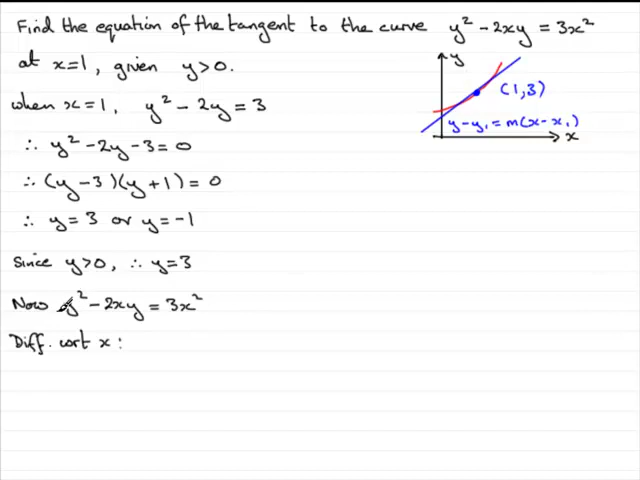 Find the equation of the tangent to the curve y² - 2xy = 3x²
at x=1, given y>0.
when x=1, y² - 2y = 3
∴ y² - 2y - 3 = 0
∴ (y - 3)(y + 1) = 0
∴ y = 3 or y = -1
Since y>0, ∴ y=3
Now y² - 2xy = 3x²
Diff. wrt x :
y
(1,3)
y-y₁ = m(x-x₁)
x